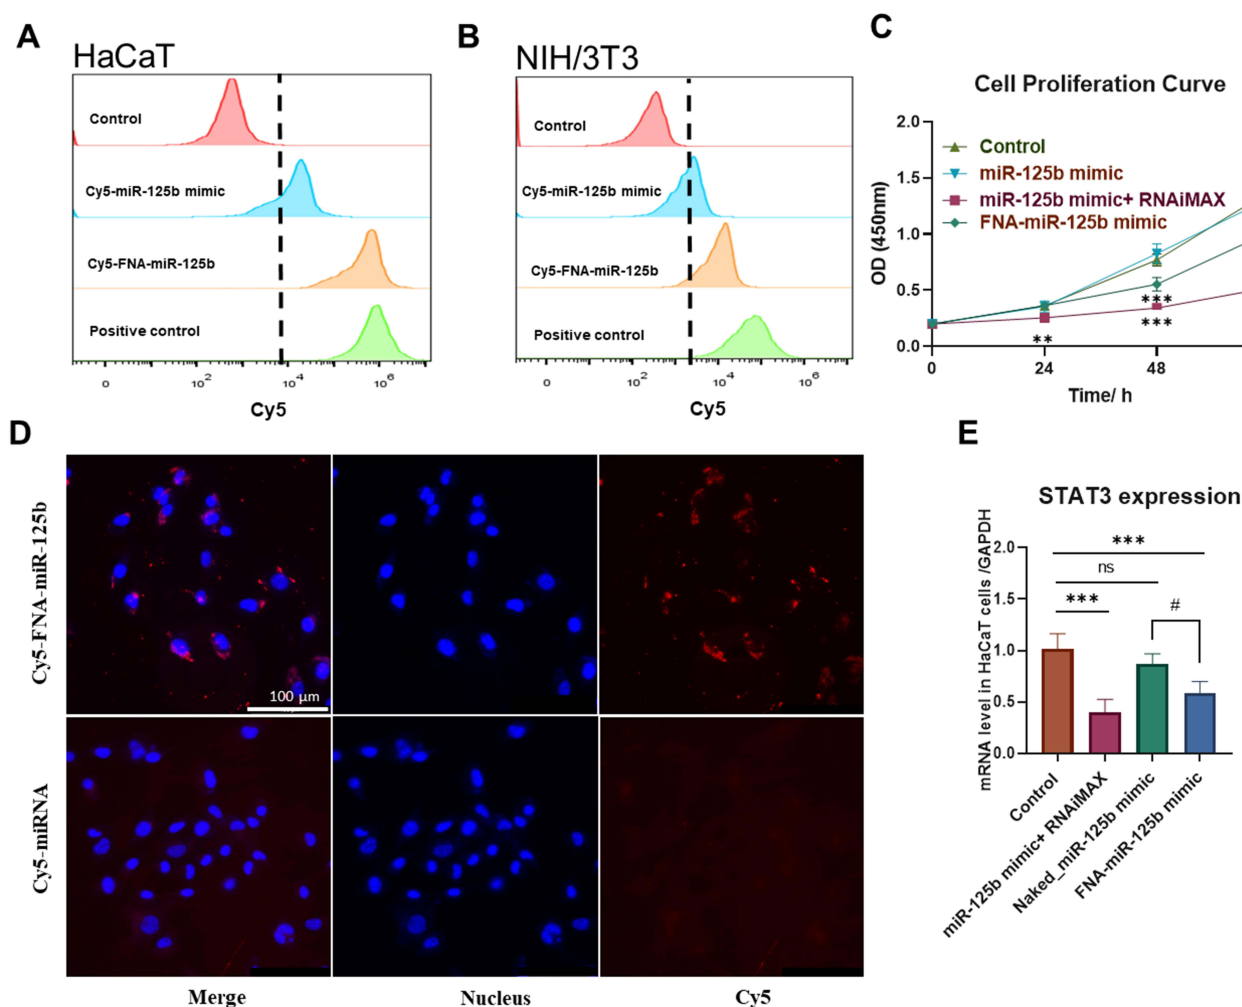 A
HaCaT
Control
Cy5-miR-125b mimic
Cy5-FNA-miR-125b
Positive control
0
10²
10⁴
10⁶
Cy5
B
NIH/3T3
Control
Cy5-miR-125b mimic
Cy5-FNA-miR-125b
Positive control
0
10²
10⁴
10⁶
Cy5
C
Cell Proliferation Curve
OD (450nm)
2.0
1.5
1.0
0.5
0.0
Control
miR-125b mimic
miR-125b mimic+ RNAiMAX
FNA-miR-125b mimic
***
***
**
0
24
48
Time/ h
D
Cy5-FNA-miR-125b
100 μm
Cy5-miRNA
Merge
Nucleus
Cy5
E
STAT3 expression
mRNA level in HaCaT cells /GAPDH
2.0
1.5
1.0
0.5
0.0
***
ns
***
#
Control
miR-125b mimic+ RNAiMAX
Naked_miR-125b mimic
FNA-miR-125b mimic